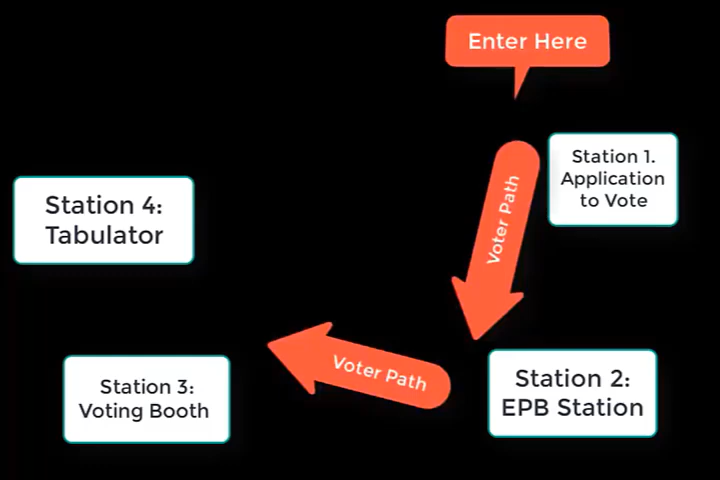 Enter Here
Station 1.
Application
to Vote
Voter Path
Station 4:
Tabulator
Voter Path
Station 2:
EPB Station
Station 3:
Voting Booth